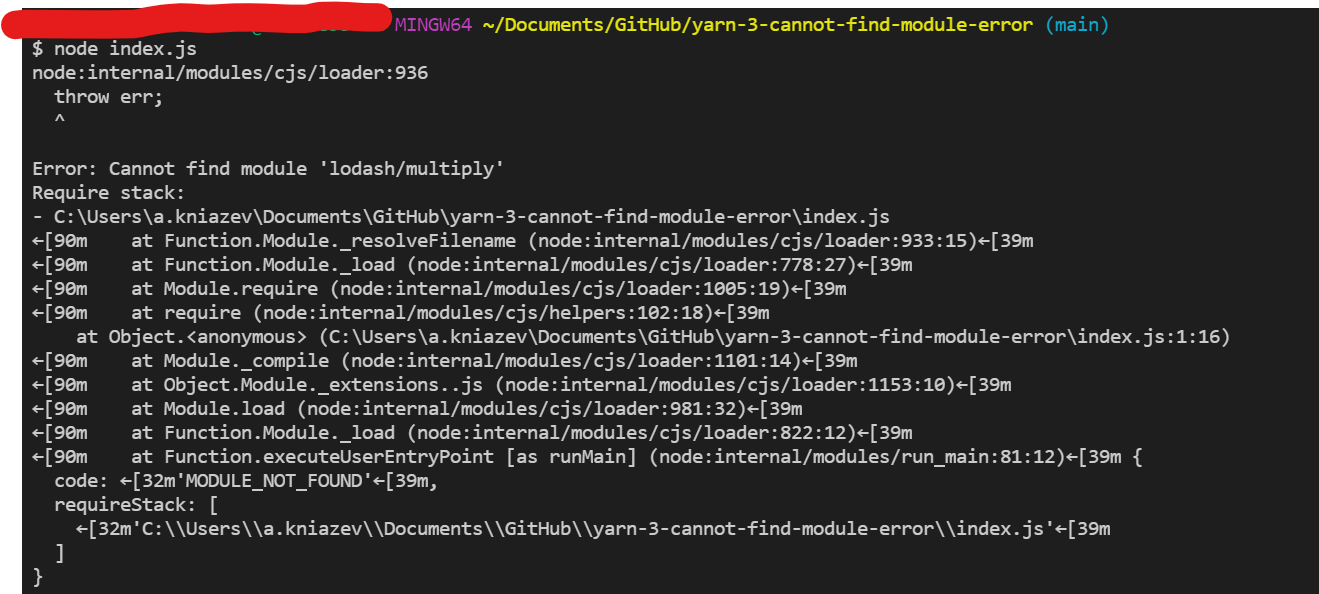 MINGW64 ~/Documents/GitHub/yarn-3-cannot-find-module-error (main)
$ node index.js
node:internal/modules/cjs/loader:936
  throw err;
  ^
Error: Cannot find module 'lodash/multiply'
Require stack:
- C:\Users\a.kniazev\Documents\GitHub\yarn-3-cannot-find-module-error\index.js
←[90m    at Function.Module._resolveFilename (node:internal/modules/cjs/loader:933:15)←[39m
←[90m    at Function.Module._load (node:internal/modules/cjs/loader:778:27)←[39m
←[90m    at Module.require (node:internal/modules/cjs/loader:1005:19)←[39m
←[90m    at require (node:internal/modules/cjs/helpers:102:18)←[39m
    at Object.<anonymous> (C:\Users\a.kniazev\Documents\GitHub\yarn-3-cannot-find-module-error\index.js:1:16)
←[90m    at Module._compile (node:internal/modules/cjs/loader:1101:14)←[39m
←[90m    at Object.Module._extensions..js (node:internal/modules/cjs/loader:1153:10)←[39m
←[90m    at Module.load (node:internal/modules/cjs/loader:981:32)←[39m
←[90m    at Function.Module._load (node:internal/modules/cjs/loader:822:12)←[39m
←[90m    at Function.executeUserEntryPoint [as runMain] (node:internal/modules/run_main:81:12)←[39m {
  code: ←[32m'MODULE_NOT_FOUND'←[39m,
  requireStack: [
    ←[32m'C:\\Users\\a.kniazev\\Documents\\GitHub\\yarn-3-cannot-find-module-error\\index.js'←[39m
  ]
}